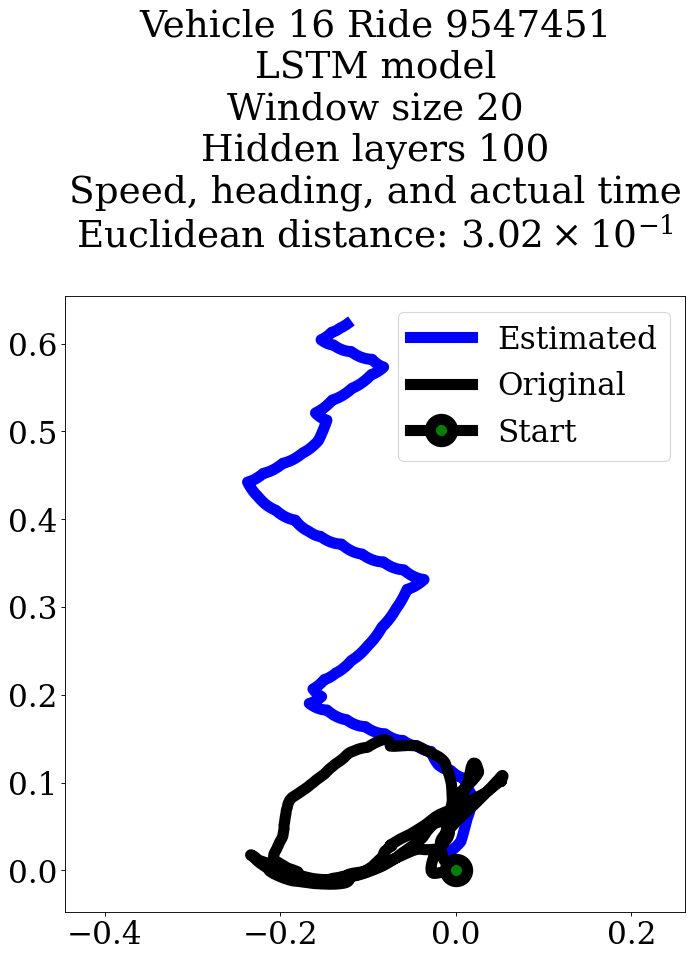 Vehicle 16 Ride 9547451
LSTM model
Window size 20
Hidden layers 100
Speed, heading, and actual time
Euclidean distance: 3.02 × 10⁻¹
Estimated
Original
Start
0.6
0.5
0.4
0.3
0.2
0.1
0.0
−0.4 −0.2 0.0 0.2